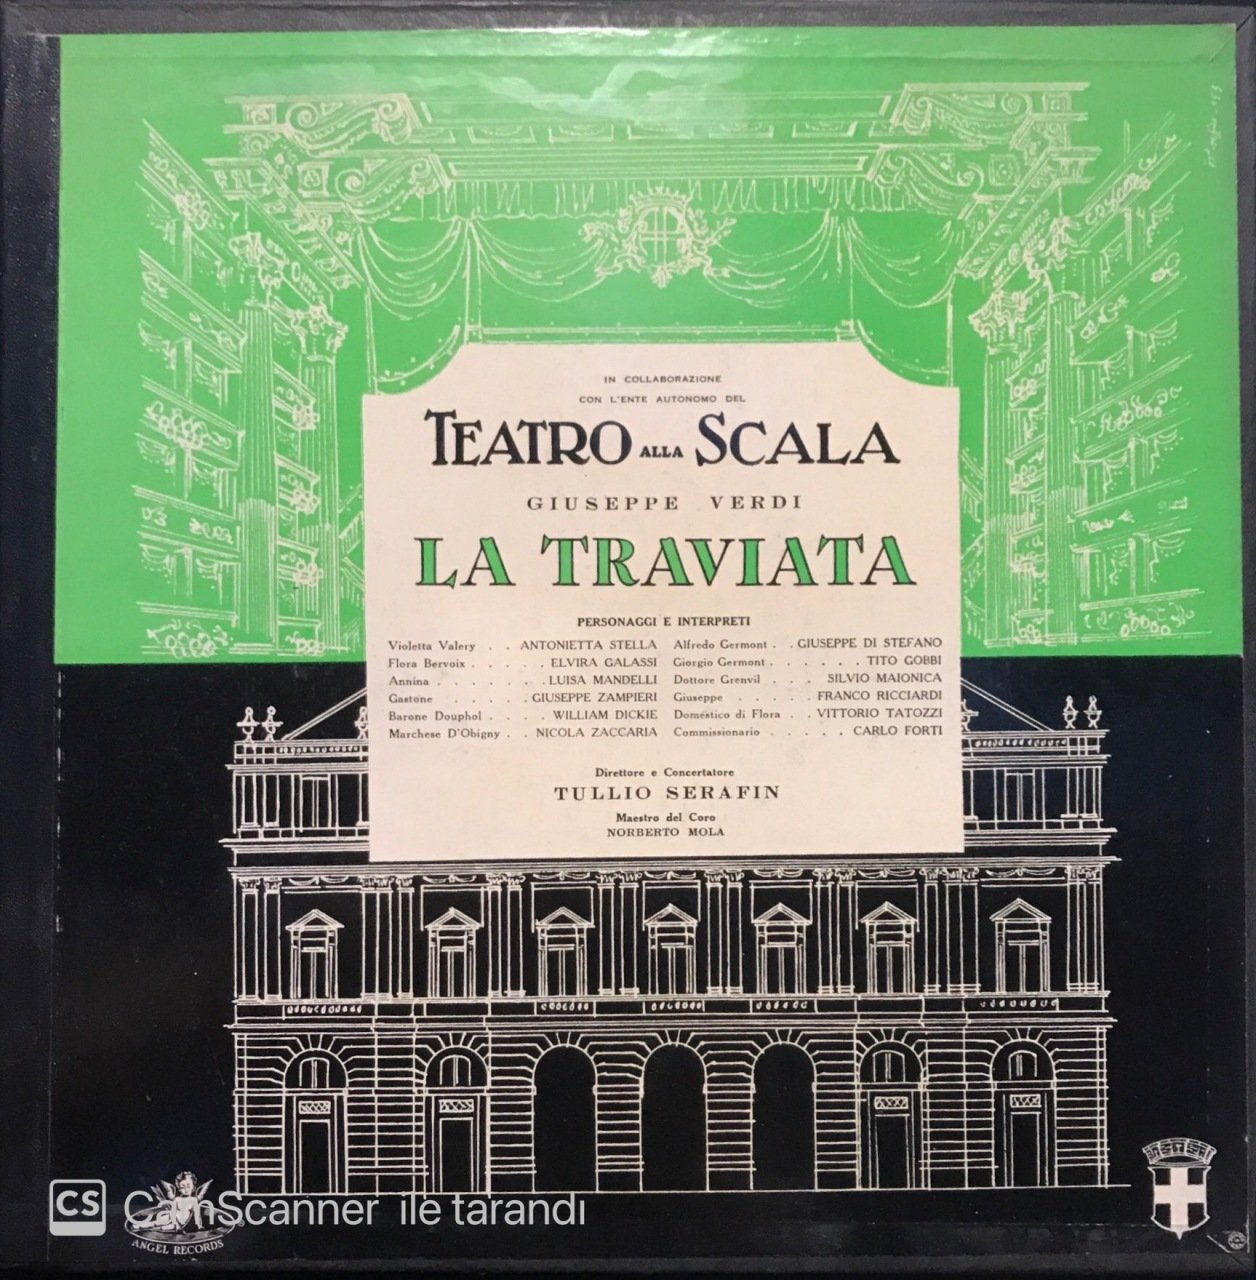 IN COLLABORAZIONE
CON L'ENTE AUTONOMO DEL
TEATRO ALLA SCALA
GIUSEPPE VERDI
LA TRAVIATA
PERSONAGGI E INTERPRETI
Violetta Valery . . ANTONIETTA STELLA
Flora Bervoix . . . . . . ELVIRA GALASSI
Annina . . . . . . . LUISA MANDELLI
Gastone . . . . . GIUSEPPE ZAMPIERI
Barone Douphol . . . . WILLIAM DICKIE
Marchese D'Obigny . . NICOLA ZACCARIA
Alfredo Germont . . GIUSEPPE DI STEFANO
Giorgio Germont . . . . . . . TITO GOBBI
Dottore Grenvil . . . . SILVIO MAIONICA
Giuseppe . . . . . FRANCO RICCIARDI
Domestico di Flora . . VITTORIO TATOZZI
Commissionario . . . . . CARLO FORTI
Direttore e Concertatore
TULLIO SERAFIN
Maestro del Coro
NORBERTO MOLA
CS CamScanner ile tarandı
ANGEL RECORDS